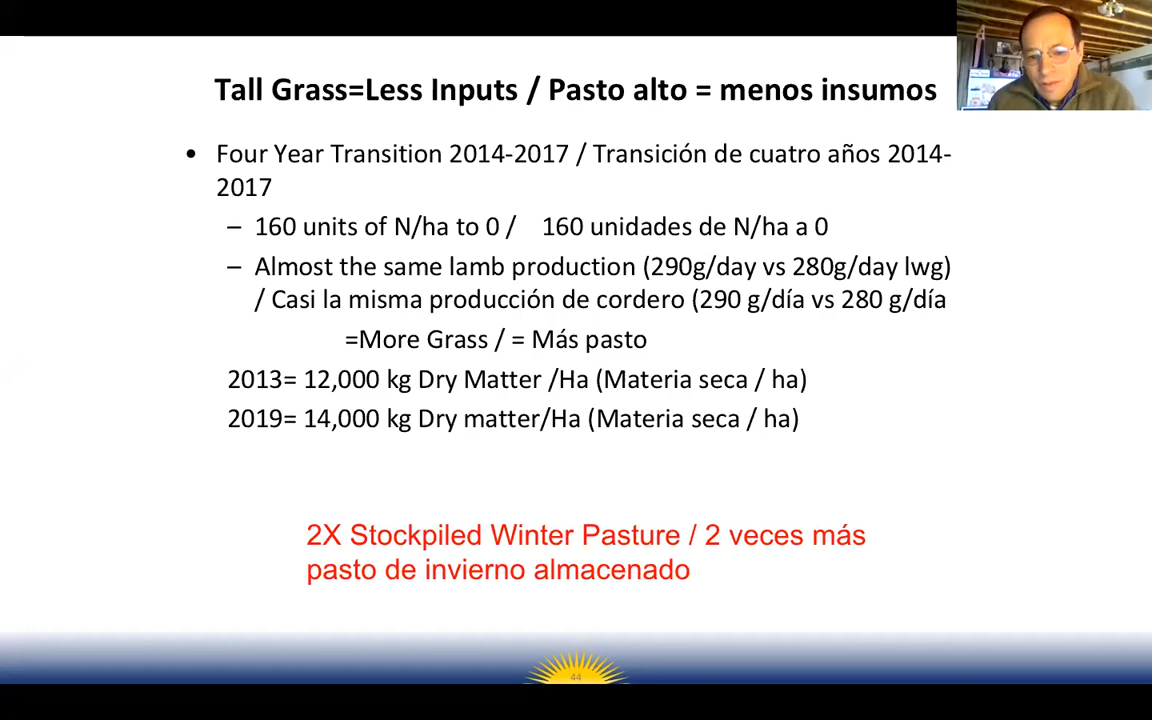 Tall Grass=Less Inputs / Pasto alto = menos insumos
• Four Year Transition 2014-2017 / Transición de cuatro años 2014-
2017
– 160 units of N/ha to 0 / 160 unidades de N/ha a 0
– Almost the same lamb production (290g/day vs 280g/day lwg)
/ Casi la misma producción de cordero (290 g/día vs 280 g/día
=More Grass / = Más pasto
2013= 12,000 kg Dry Matter /Ha (Materia seca / ha)
2019= 14,000 kg Dry matter/Ha (Materia seca / ha)
2X Stockpiled Winter Pasture / 2 veces más
pasto de invierno almacenado
44